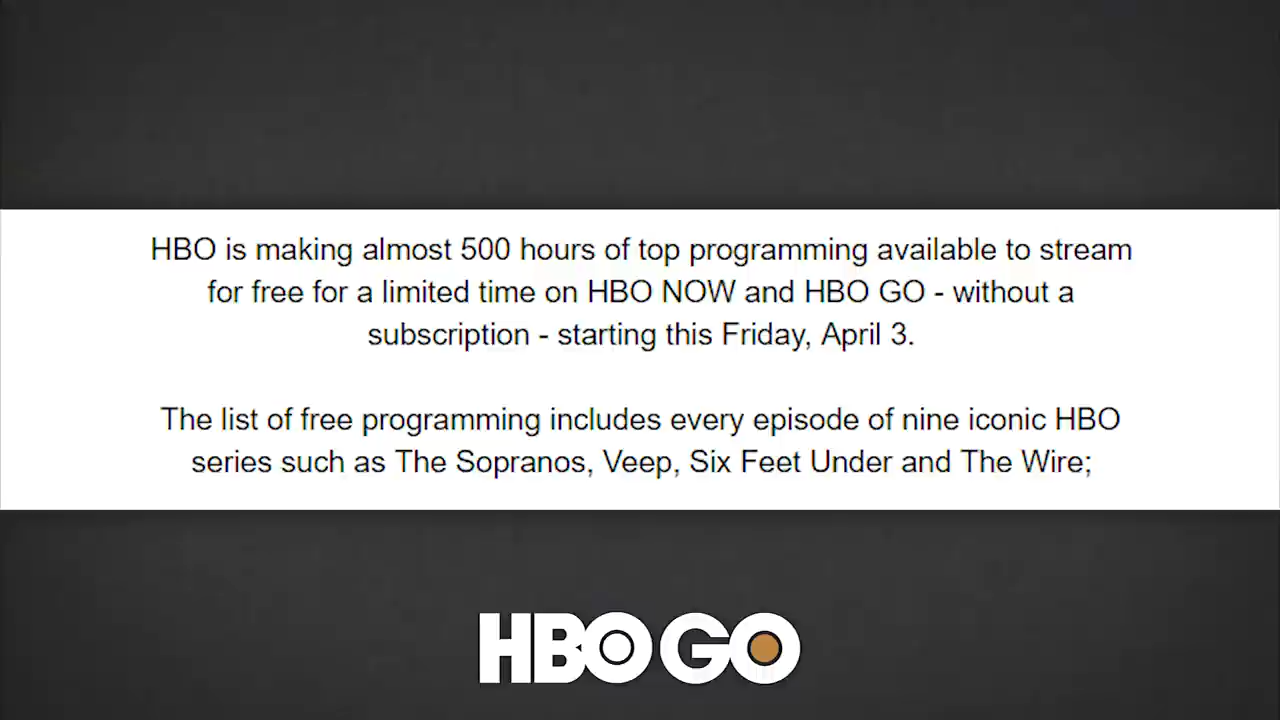 HBO is making almost 500 hours of top programming available to stream
for free for a limited time on HBO NOW and HBO GO - without a
subscription - starting this Friday, April 3.
The list of free programming includes every episode of nine iconic HBO
series such as The Sopranos, Veep, Six Feet Under and The Wire;
HBO GO